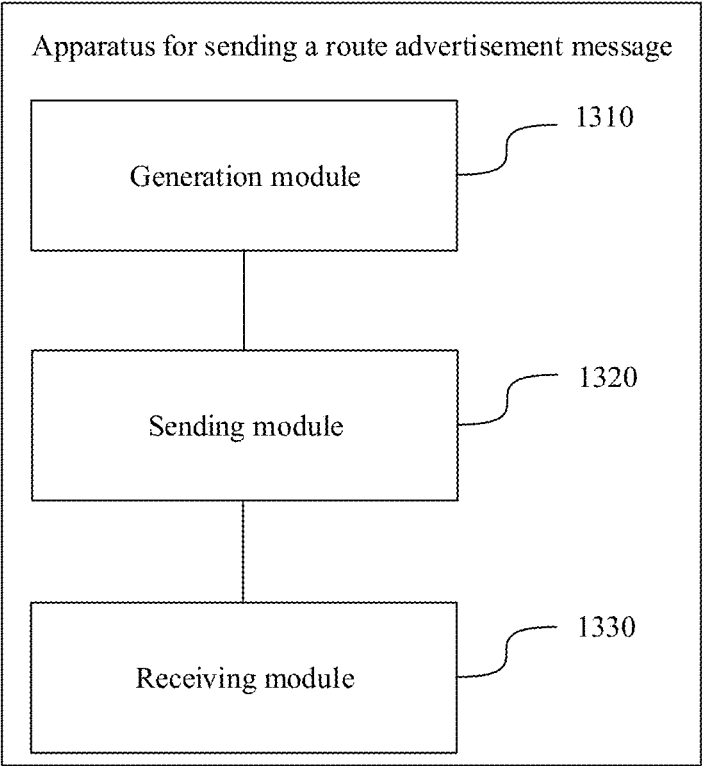 Apparatus for sending a route advertisement message
1310
Generation module
1320
Sending module
1330
Receiving module